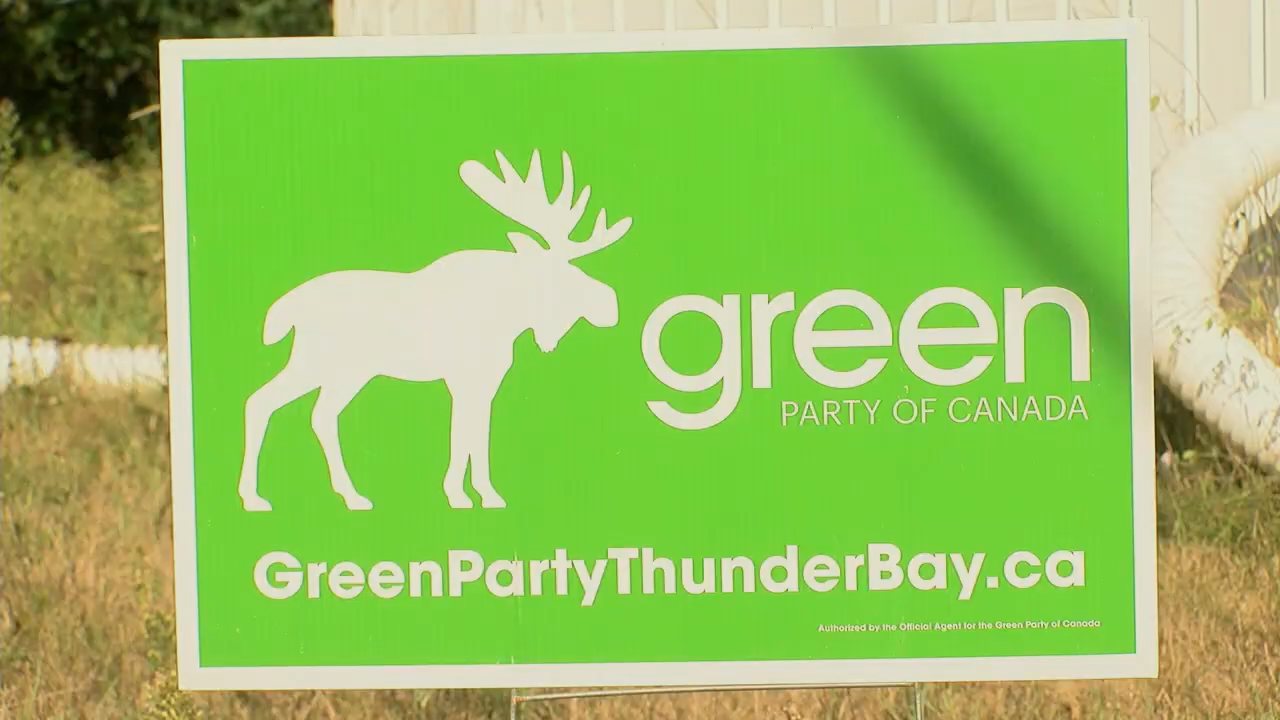 green
PARTY OF CANADA
GreenPartyThunderBay.ca
Authorized by the Official Agent for the Green Party of Canada